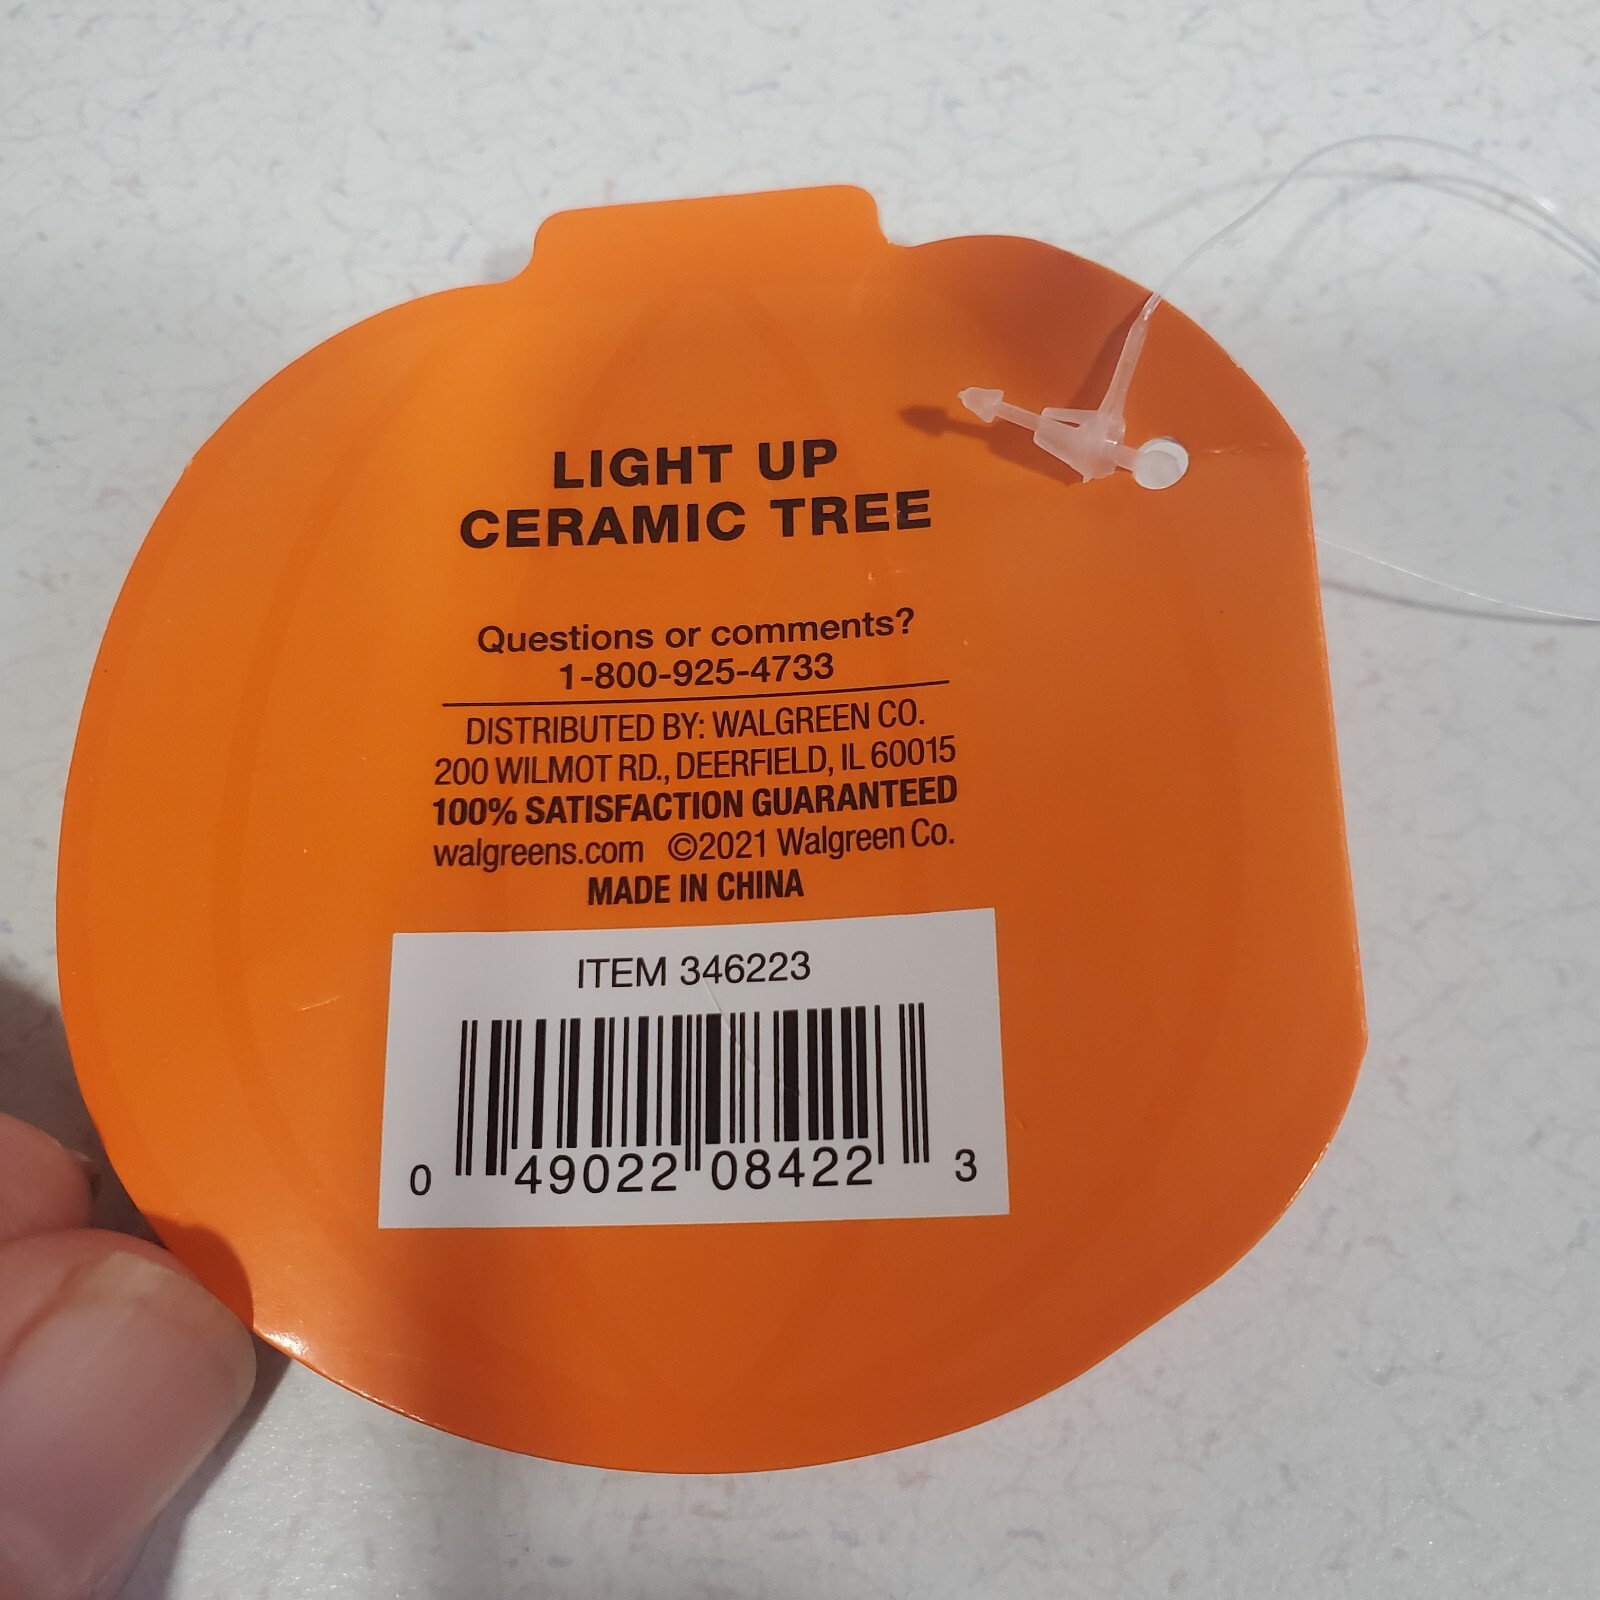 LIGHT UP
CERAMIC TREE
Questions or comments?
1-800-925-4733
DISTRIBUTED BY: WALGREEN CO.
200 WILMOT RD., DEERFIELD, IL 60015
100% SATISFACTION GUARANTEED
walgreens.com ©2021 Walgreen Co.
MADE IN CHINA
ITEM 346223
0 49022 08422 3